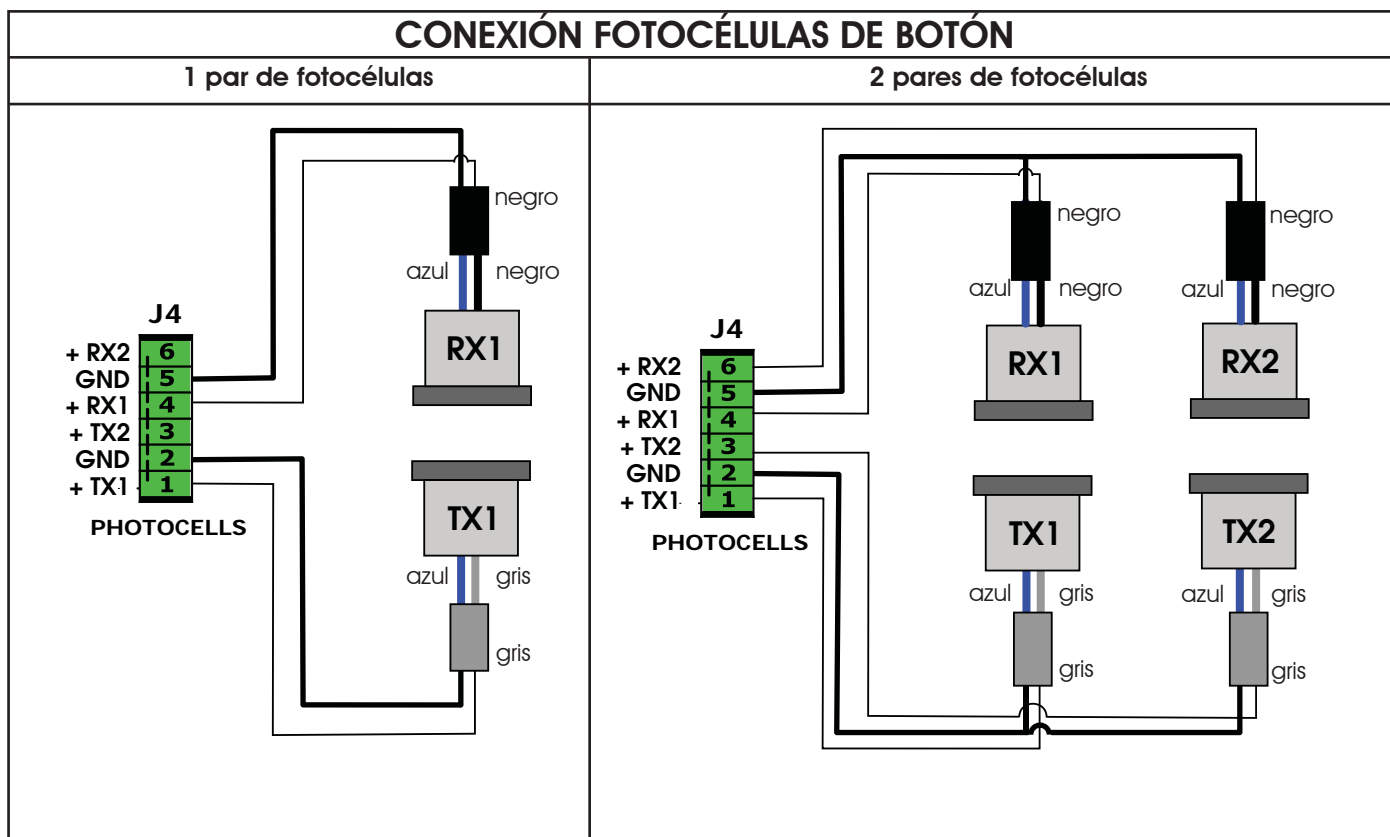 CONEXIÓN FOTOCÉLULAS DE BOTÓN
1 par de fotocélulas
2 pares de fotocélulas
negro
azul
negro
RX1
J4
+ RX2 6
GND 5
+ RX1 4
+ TX2 3
GND 2
+ TX1 1
PHOTOCELLS
TX1
azul
gris
gris
negro
negro
azul
negro
azul
negro
RX1
RX2
J4
+ RX2 6
GND 5
+ RX1 4
+ TX2 3
GND 2
+ TX1 1
PHOTOCELLS
TX1
TX2
azul
gris
azul
gris
gris
gris